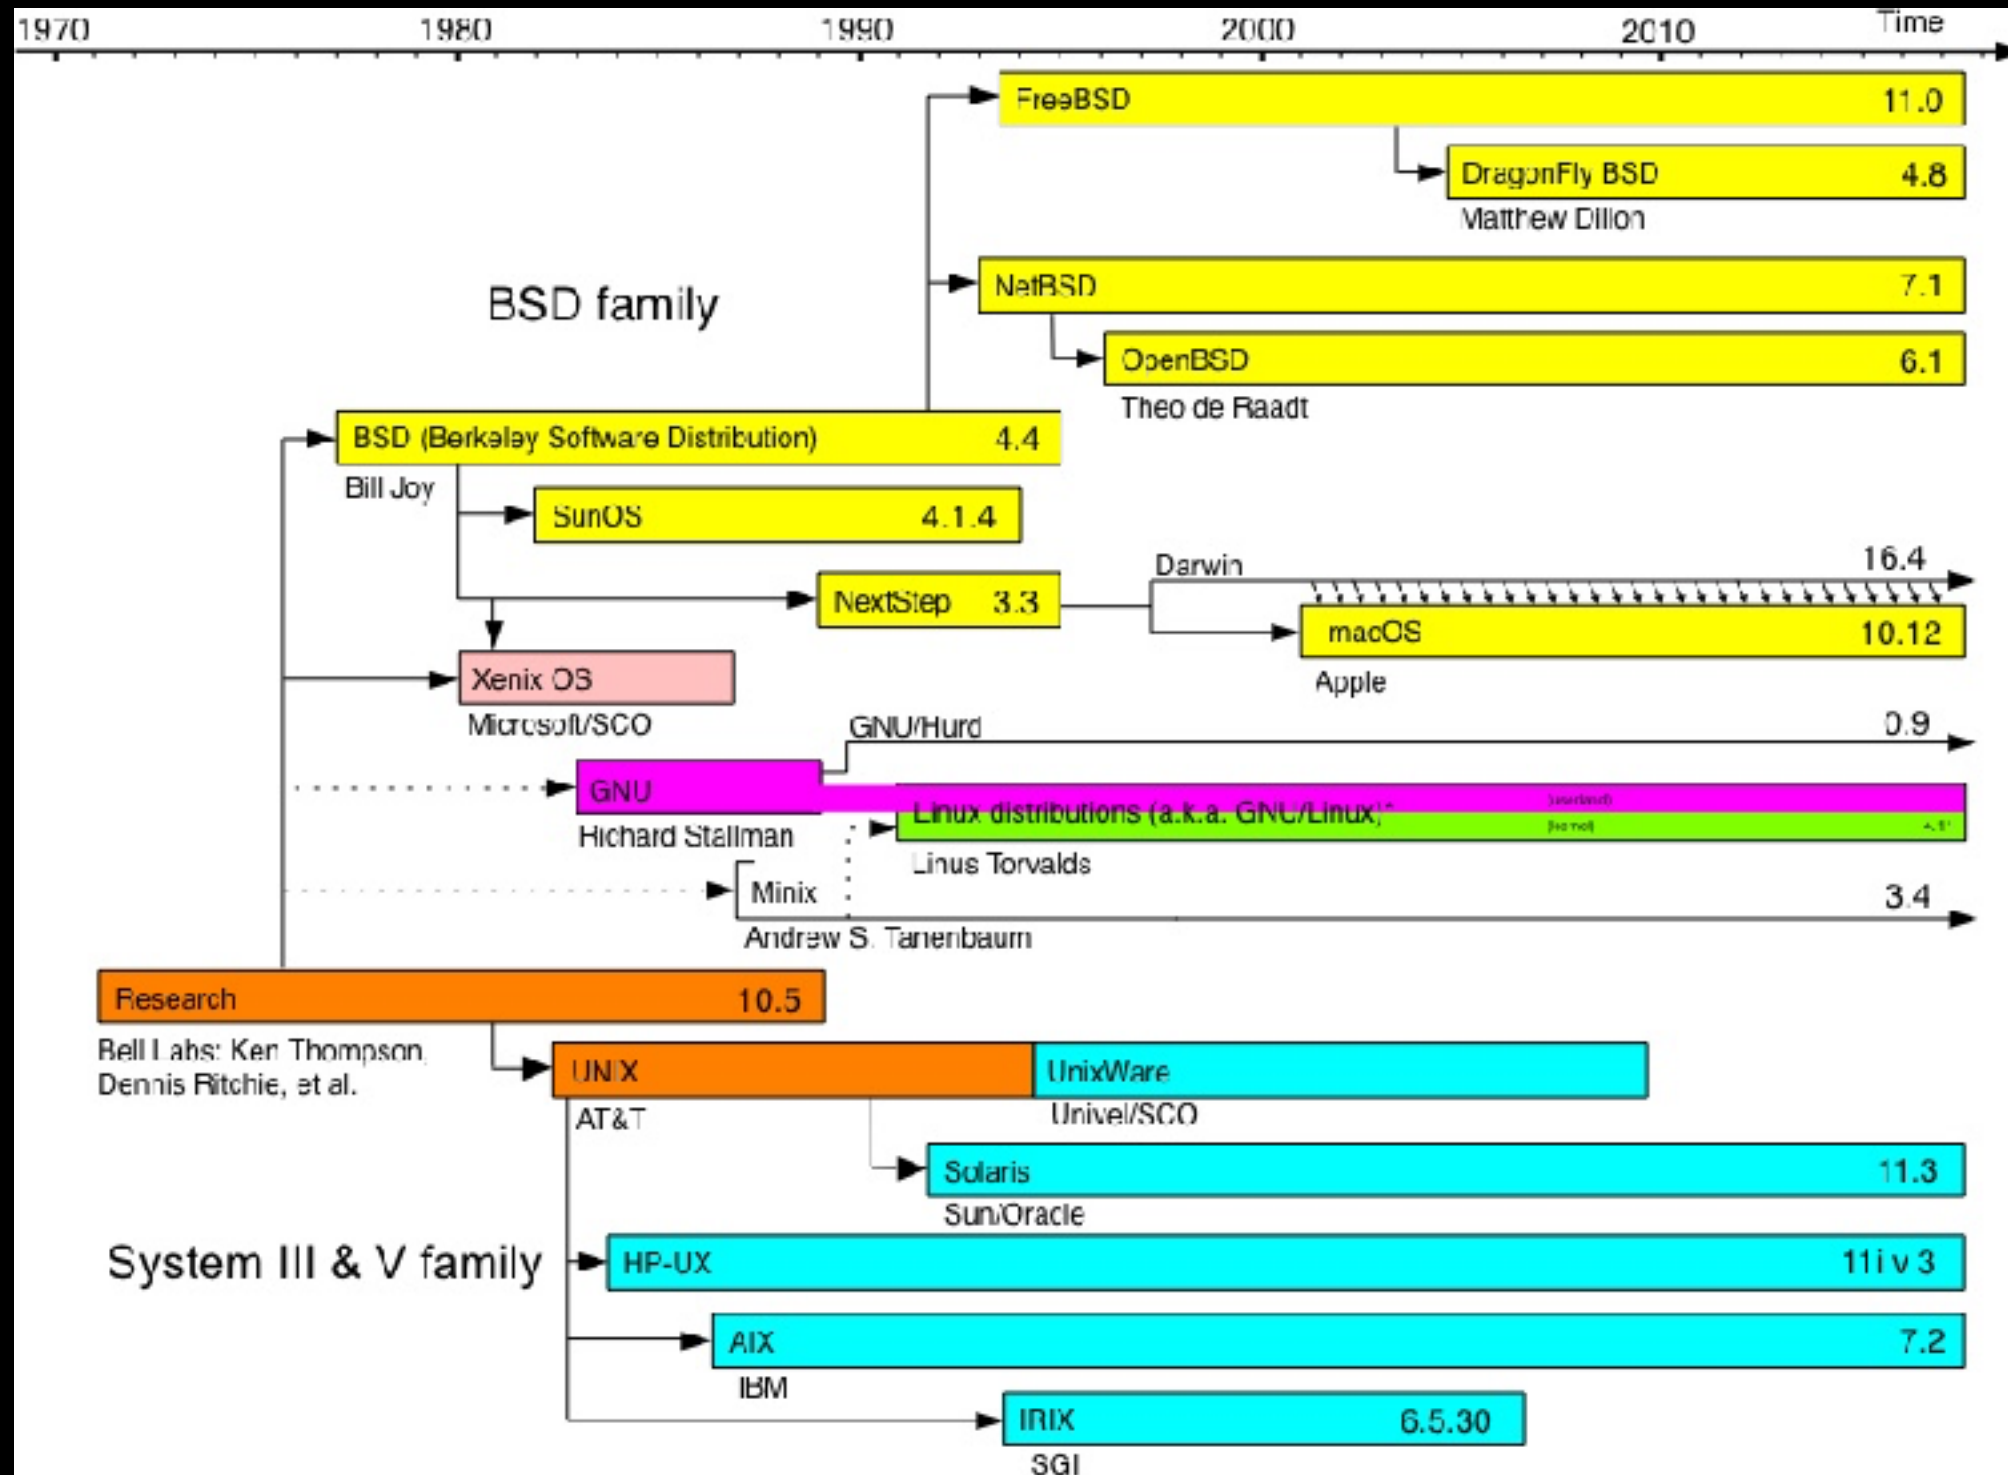 1970 1980 1990 2000 2010 Time
FreeBSD 11.0
DragonFly BSD 4.8
Matthew Dillon
NetBSD 7.1
BSD family
OpenBSD 6.1
Theo de Raadt
BSD (Berkeley Software Distribution) 4.4
Bill Joy
SunOS 4.1.4
Darwin 16.4
NextStep 3.3
macOS 10.12
Apple
Xenix OS
Microsoft/SCO
GNU/Hurd 0.9
GNU
Linux distributions (a.k.a. GNU/Linux)*
Richard Stallman
Linus Torvalds
Minix 3.4
Andrew S. Tanenbaum
Research 10.5
Bell Labs: Ken Thompson,
Dennis Ritchie, et al.
UNIX UnixWare
AT&T Univel/SCO
Solaris 11.3
Sun/Oracle
System III & V family
HP-UX 11i v 3
AIX 7.2
IBM
IRIX 6.5.30
SGI